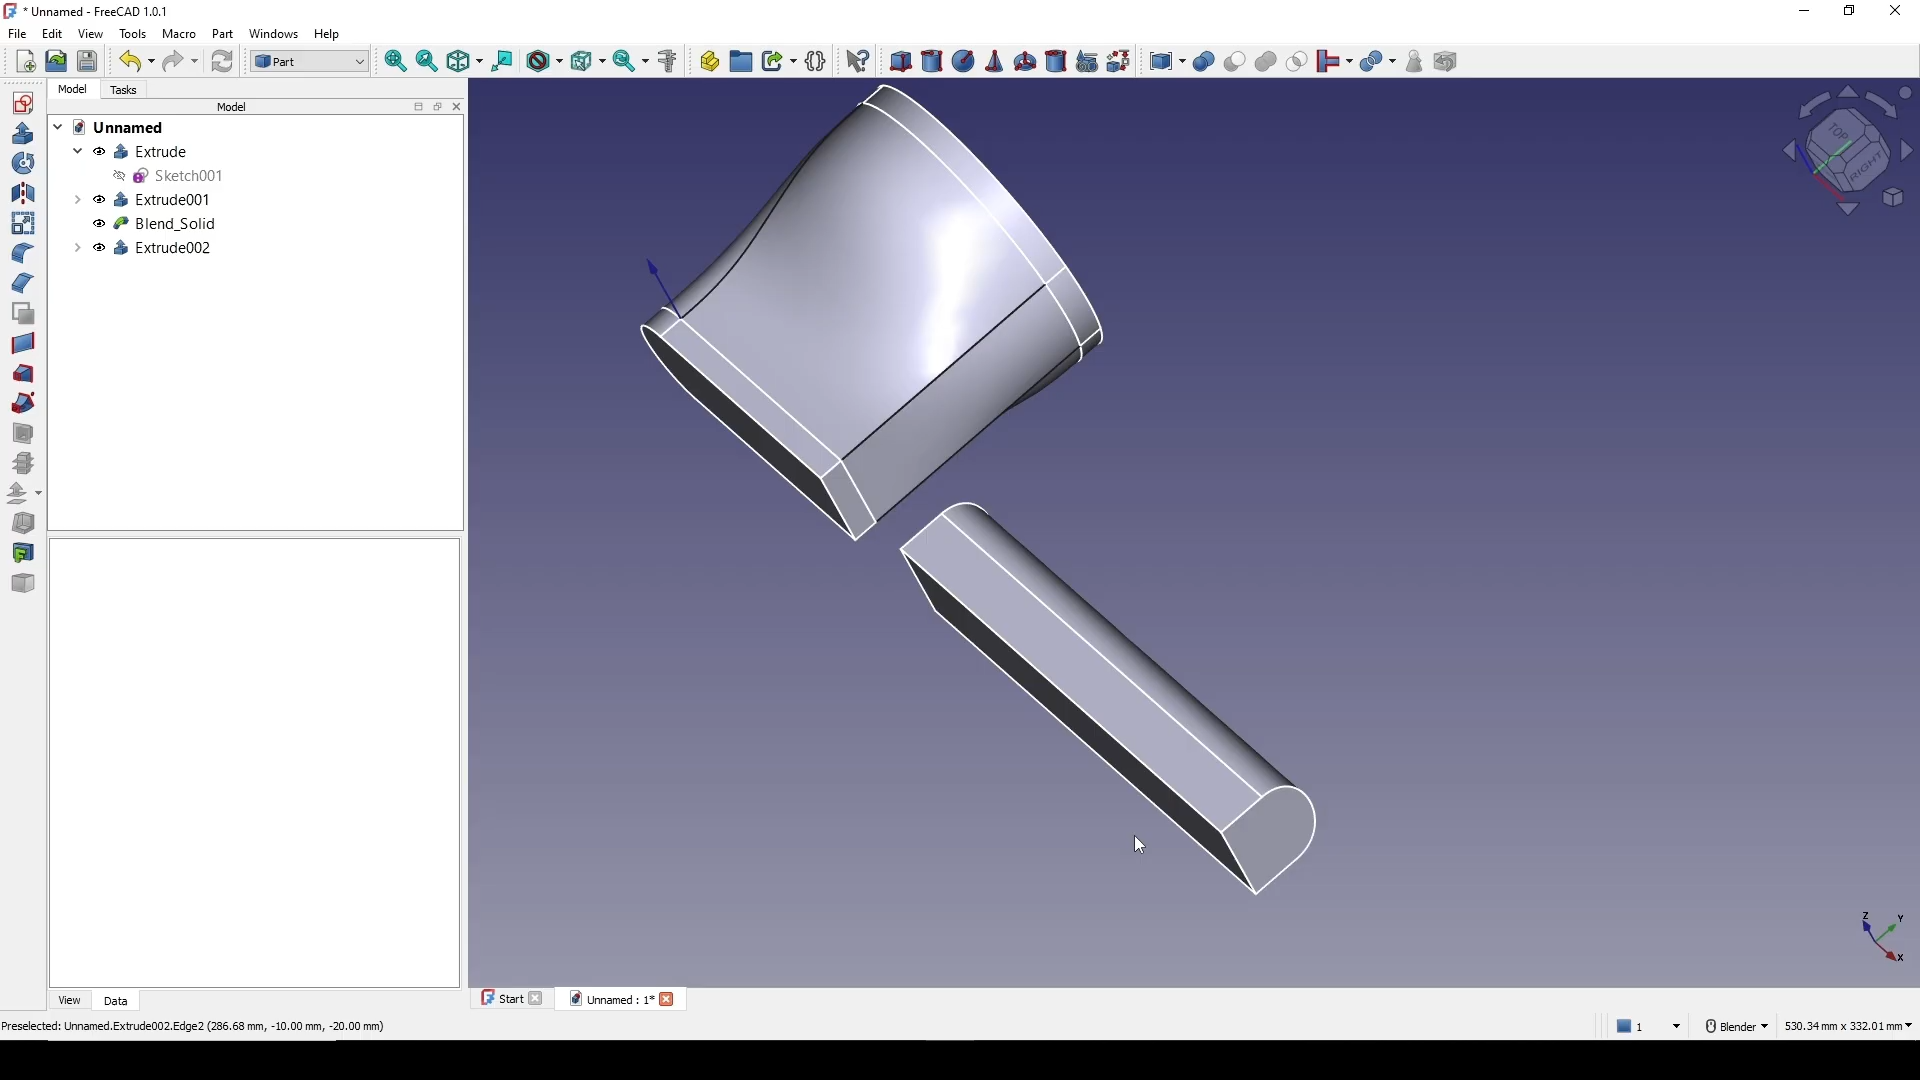 * Unnamed - FreeCAD 1.0.1
File Edit View Tools Macro Part Windows Help
Part
Model Tasks
Model
Unnamed
Extrude
Sketch001
Extrude001
Blend_Solid
Extrude002
TOP
RIGHT
Z
Y
X
View Data
Start
Unnamed : 1*
Preselected: Unnamed.Extrude002.Edge2 (286.68 mm, -10.00 mm, -20.00 mm)
1
Blender
530.34 mm x 332.01 mm